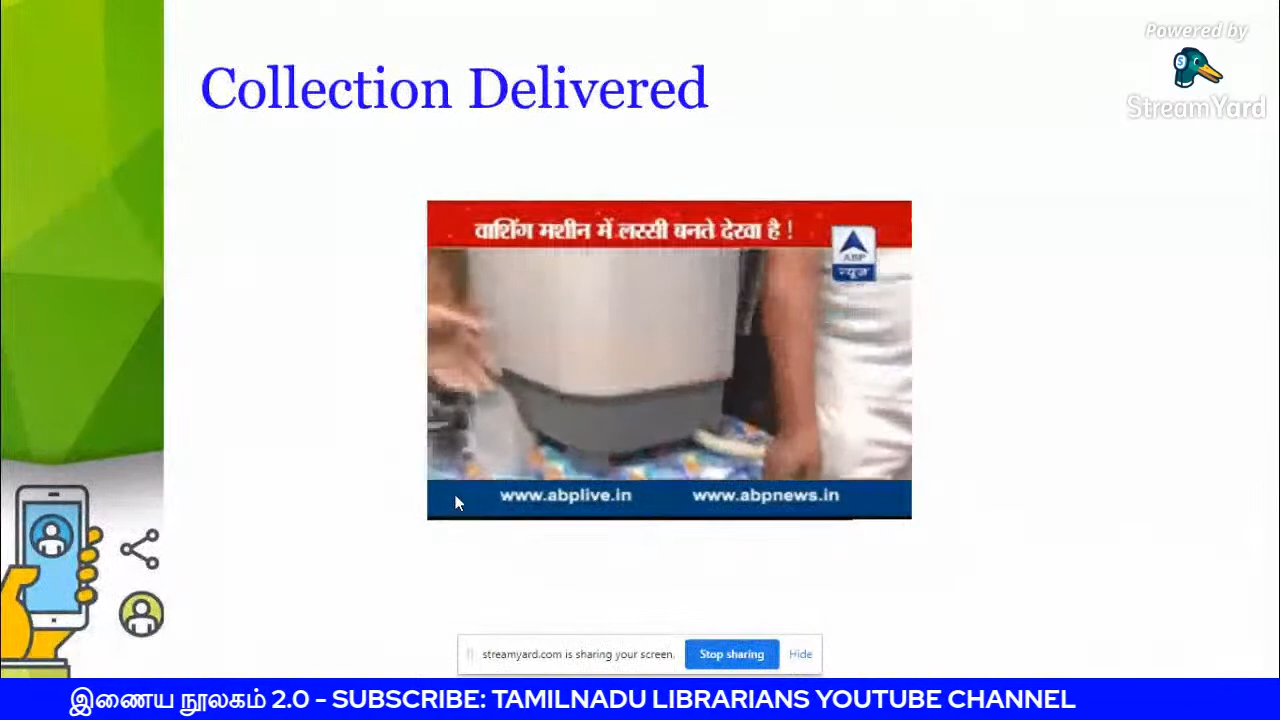 Powered by
StreamYard
Collection Delivered
वाशिंग मशीन में लस्सी बनते देखा है !
ABP
न्यूज़
www.abplive.in www.abpnews.in
streamyard.com is sharing your screen. Stop sharing Hide
இணைய நூலகம் 2.0 - SUBSCRIBE: TAMILNADU LIBRARIANS YOUTUBE CHANNEL